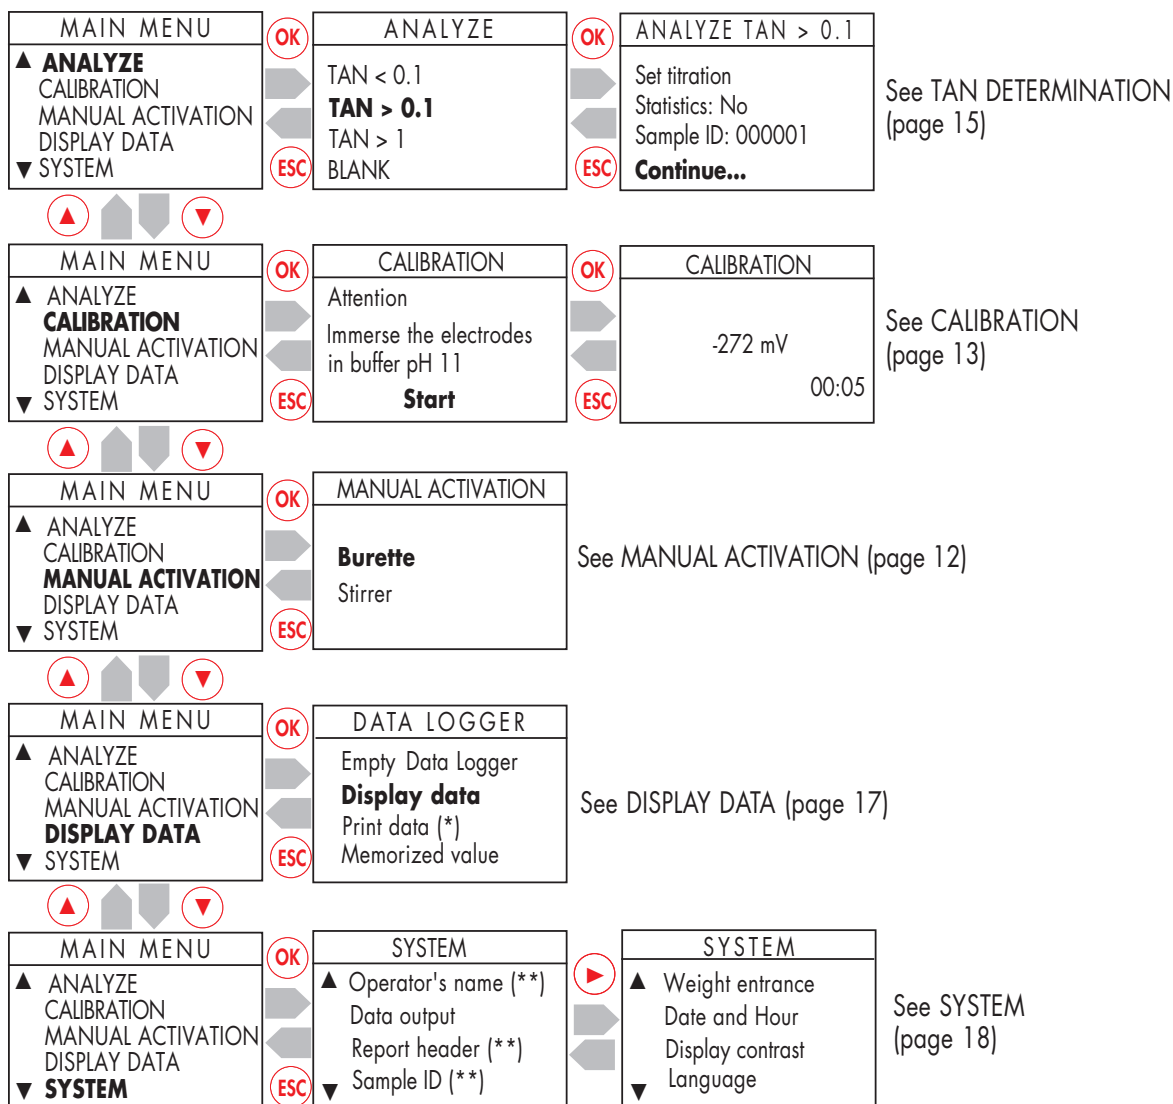 MAIN MENU
▲ ANALYZE
CALIBRATION
MANUAL ACTIVATION
DISPLAY DATA
▼ SYSTEM
OK
ESC
ANALYZE
TAN < 0.1
TAN > 0.1
TAN > 1
BLANK
OK
ESC
ANALYZE TAN > 0.1
Set titration
Statistics: No
Sample ID: 000001
Continue...
See TAN DETERMINATION
(page 15)
MAIN MENU
▲ ANALYZE
CALIBRATION
MANUAL ACTIVATION
DISPLAY DATA
▼ SYSTEM
OK
ESC
CALIBRATION
Attention
Immerse the electrodes
in buffer pH 11
Start
OK
ESC
CALIBRATION
-272 mV
00:05
See CALIBRATION
(page 13)
MAIN MENU
▲ ANALYZE
CALIBRATION
MANUAL ACTIVATION
DISPLAY DATA
▼ SYSTEM
OK
ESC
MANUAL ACTIVATION
Burette
Stirrer
See MANUAL ACTIVATION (page 12)
MAIN MENU
▲ ANALYZE
CALIBRATION
MANUAL ACTIVATION
DISPLAY DATA
▼ SYSTEM
OK
ESC
DATA LOGGER
Empty Data Logger
Display data
Print data (*)
Memorized value
See DISPLAY DATA (page 17)
MAIN MENU
▲ ANALYZE
CALIBRATION
MANUAL ACTIVATION
DISPLAY DATA
▼ SYSTEM
OK
ESC
SYSTEM
▲ Operator's name (**)
Data output
Report header (**)
▼ Sample ID (**)
SYSTEM
▲ Weight entrance
Date and Hour
Display contrast
▼ Language
See SYSTEM
(page 18)